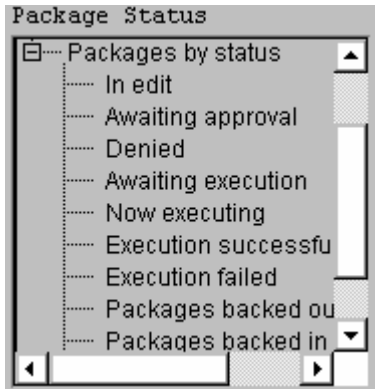 Package Status
Packages by status
In edit
Awaiting approval
Denied
Awaiting execution
Now executing
Execution successfu
Execution failed
Packages backed ou
Packages backed in